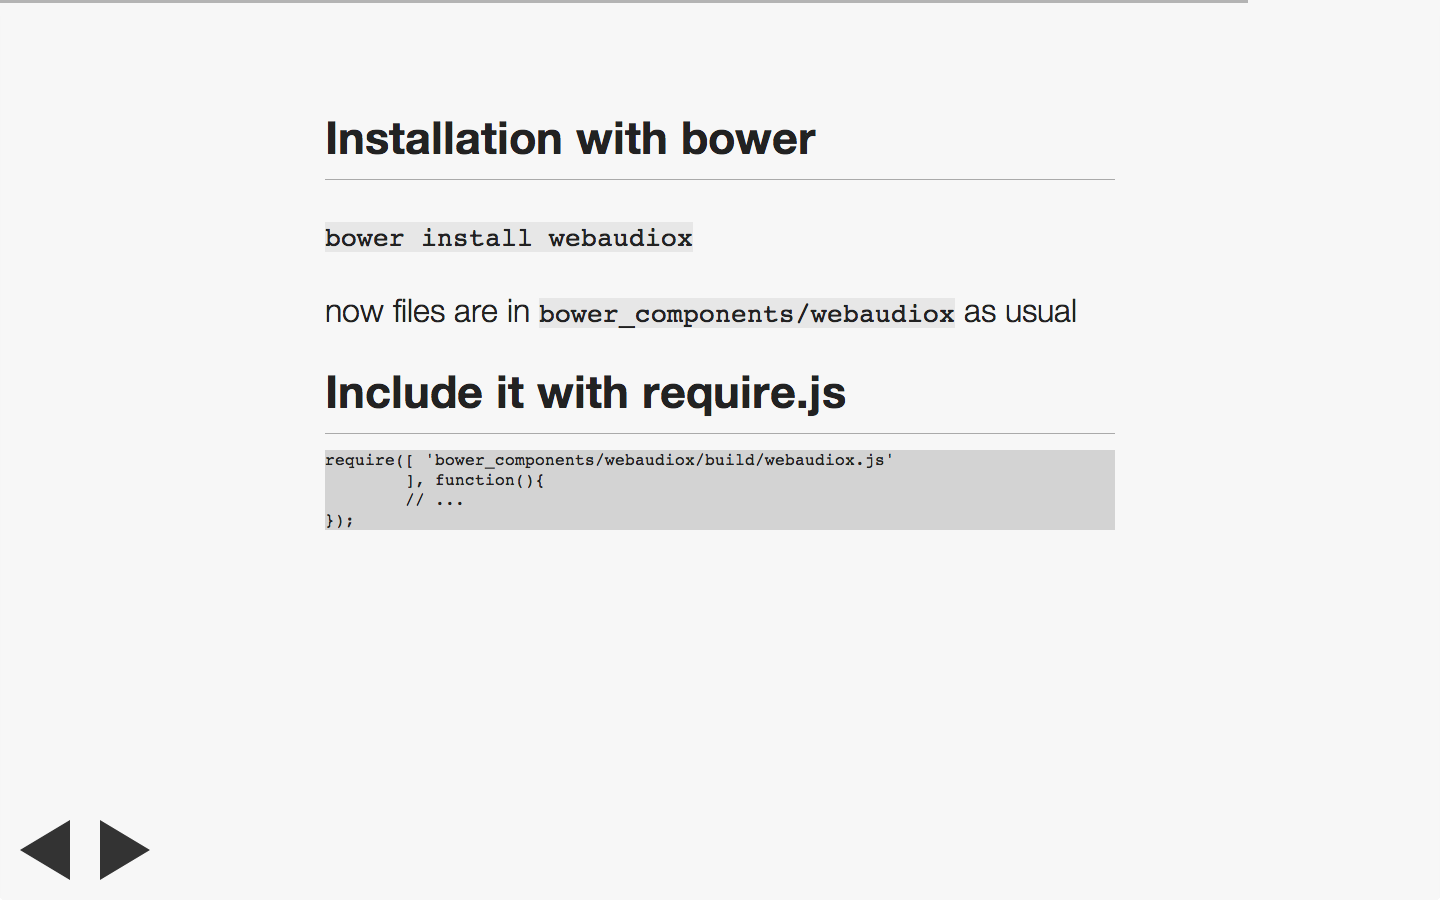 Installation with bower
bower install webaudiox
now files are in bower_components/webaudiox as usual
Include it with require.js
require([ 'bower_components/webaudiox/build/webaudiox.js'
        ], function(){
        // ...
});